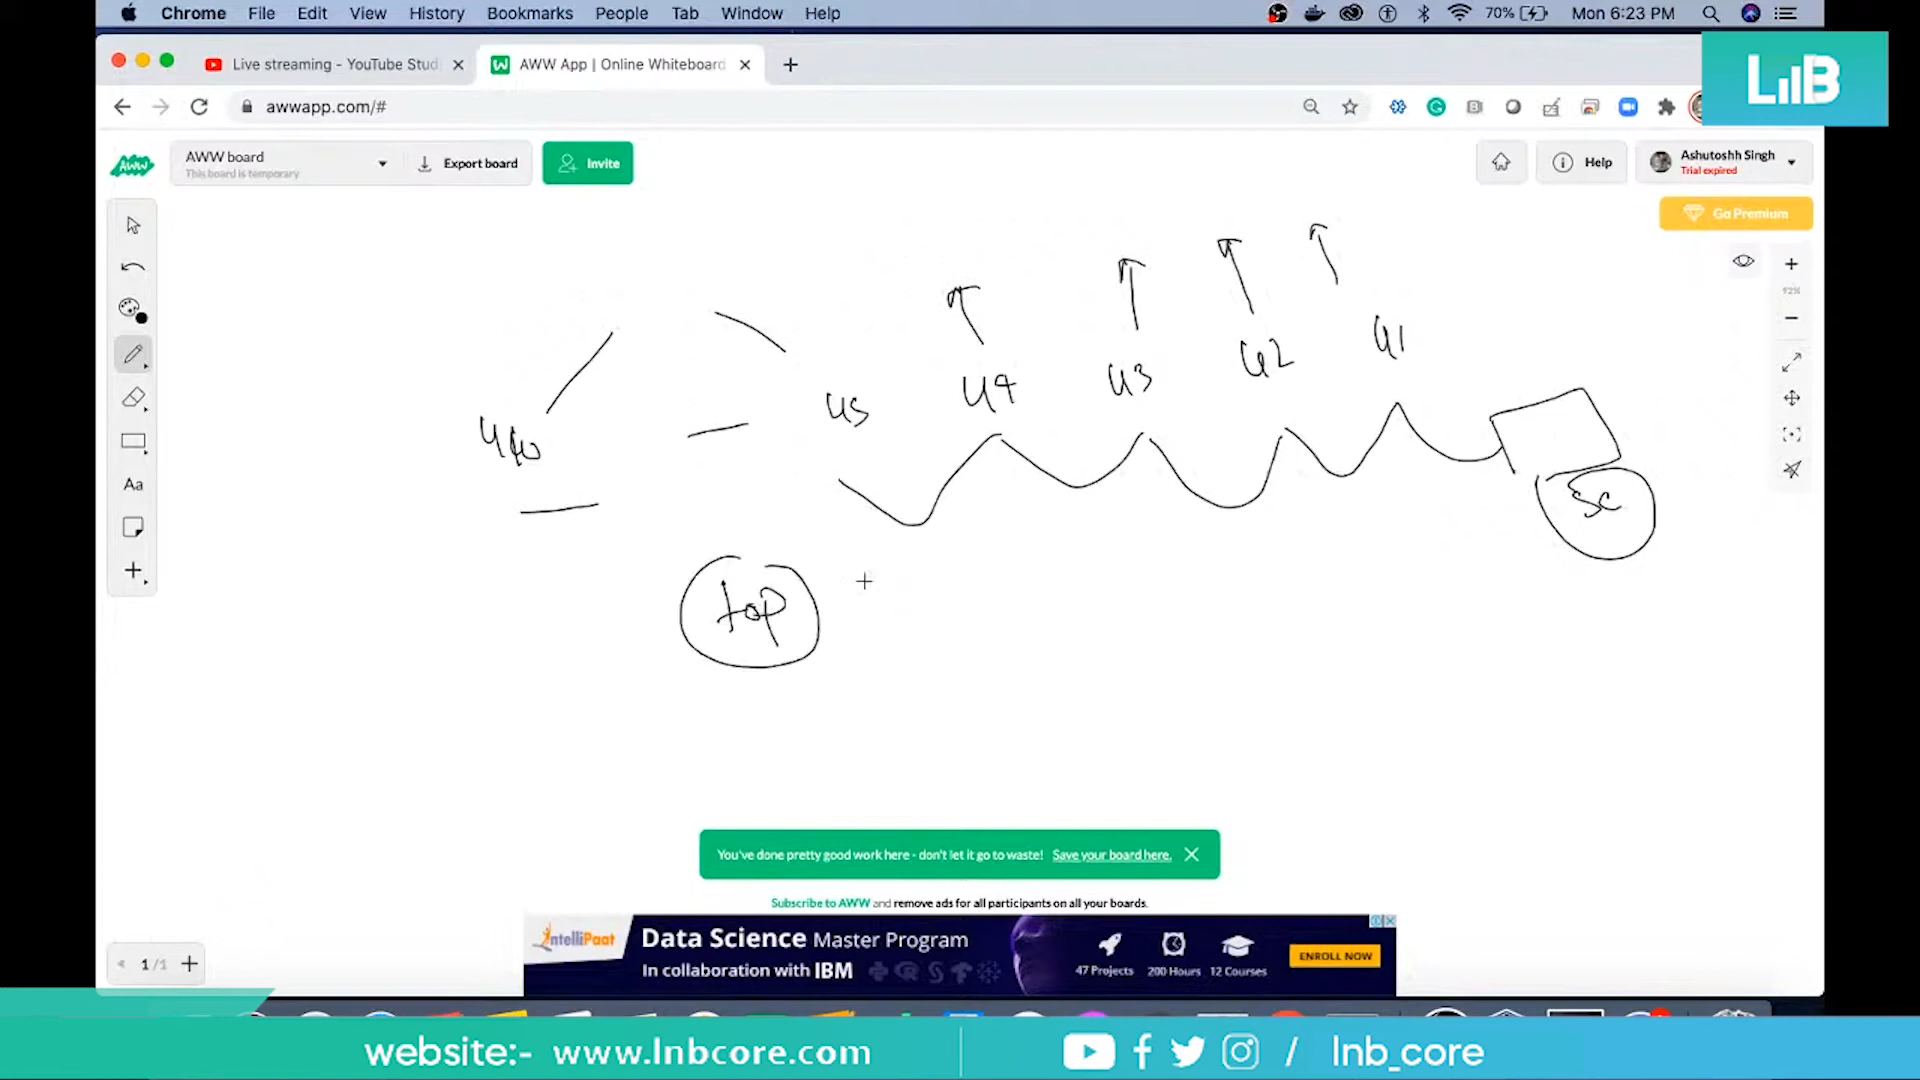 Chrome File Edit View History Bookmarks People Tab Window Help 70% Mon 6:23 PM
Live streaming - YouTube Stud AWW App | Online Whiteboard
LNB
awwapp.com/#
AWW
AWW board
This board is temporary
Export board
Invite
Help
Ashutoshh Singh
Trial expired
Go Premium
92%
Aa
U1
U2
U3
U4
U5
U40
SC
top
You've done pretty good work here - don't let it go to waste! Save your board here.
Subscribe to AWW and remove ads for all participants on all your boards.
IntelliPaat
Data Science Master Program
In collaboration with IBM
47 Projects 200 Hours 12 Courses
ENROLL NOW
1/1
website:- www.lnbcore.com / lnb_core